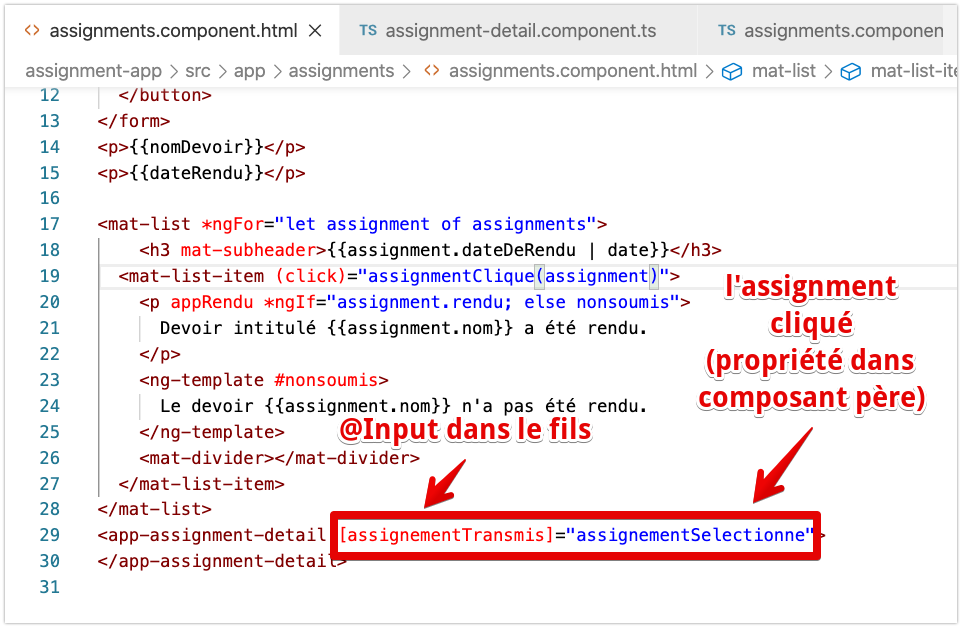 <> assignments.component.html × TS assignment-detail.component.ts TS assignments.componen
assignment-app > src > app > assignments > <> assignments.component.html > mat-list > mat-list-ite
12 </button>
13 </form>
14 <p>{{nomDevoir}}</p>
15 <p>{{dateRendu}}</p>
16
17 <mat-list *ngFor="let assignment of assignments">
18 <h3 mat-subheader>{{assignment.dateDeRendu | date}}</h3>
19 <mat-list-item (click)="assignmentClique(assignment)">
20 <p appRendu *ngIf="assignment.rendu; else nonsoumis">
21 Devoir intitulé {{assignment.nom}} a été rendu.
22 </p>
23 <ng-template #nonsoumis>
24 Le devoir {{assignment.nom}} n'a pas été rendu.
25 </ng-template>
26 <mat-divider></mat-divider>
27 </mat-list-item>
28 </mat-list>
29 <app-assignment-detail [assignementTransmis]="assignementSelectionne">
30 </app-assignment-detail>
31
l'assignment
cliqué
(propriété dans
composant père)
@Input dans le fils